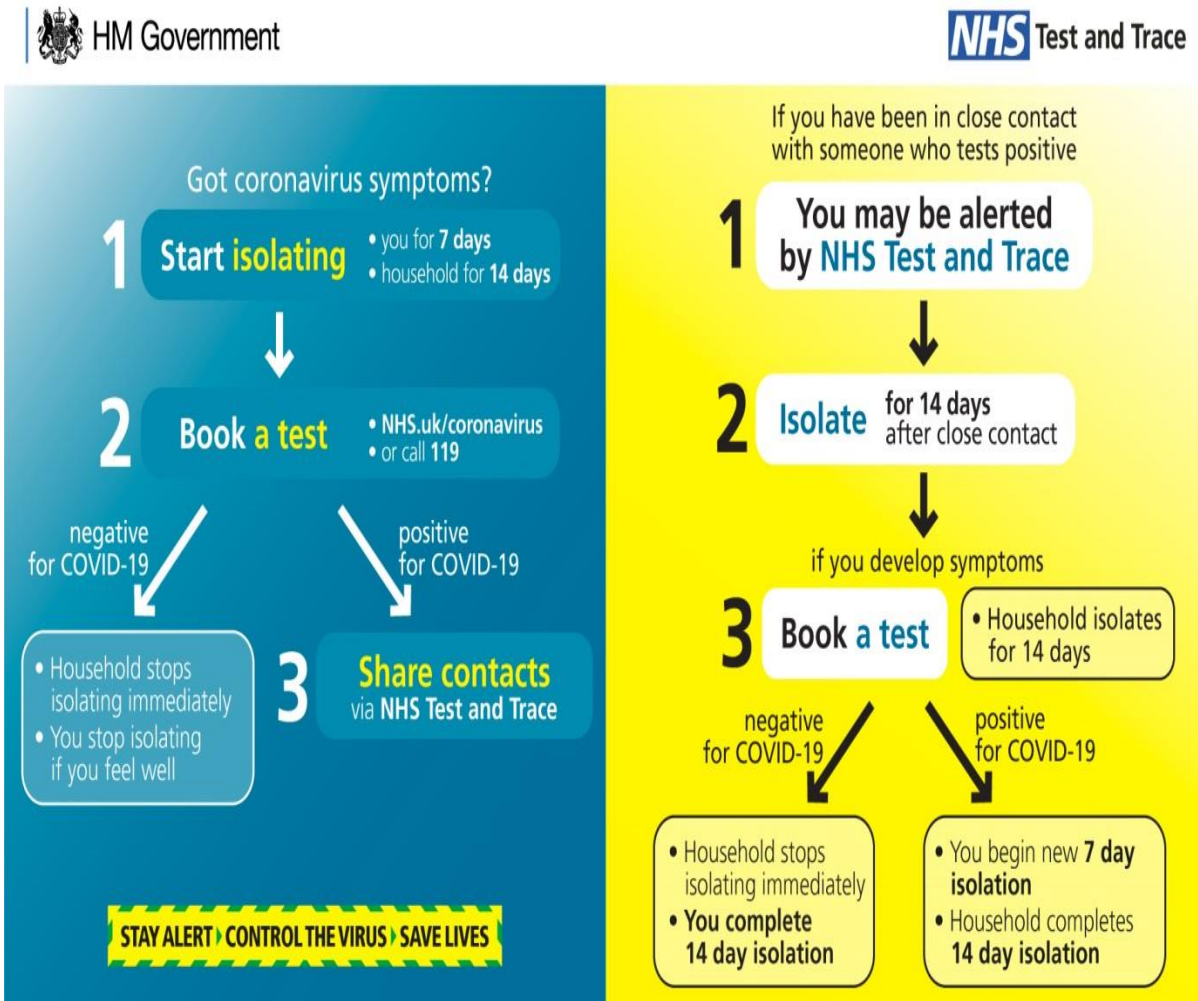 HM Government
NHS Test and Trace
Got coronavirus symptoms?
1
Start isolating
• you for 7 days
• household for 14 days
2
Book a test
• NHS.uk/coronavirus
• or call 119
negative
for COVID-19
positive
for COVID-19
• Household stops
isolating immediately
• You stop isolating
if you feel well
3
Share contacts
via NHS Test and Trace
STAY ALERT CONTROL THE VIRUS SAVE LIVES
If you have been in close contact
with someone who tests positive
1
You may be alerted
by NHS Test and Trace
2
Isolate
for 14 days
after close contact
if you develop symptoms
3
Book a test
• Household isolates
for 14 days
negative
for COVID-19
positive
for COVID-19
• Household stops
isolating immediately
• You complete
14 day isolation
• You begin new 7 day
isolation
• Household completes
14 day isolation